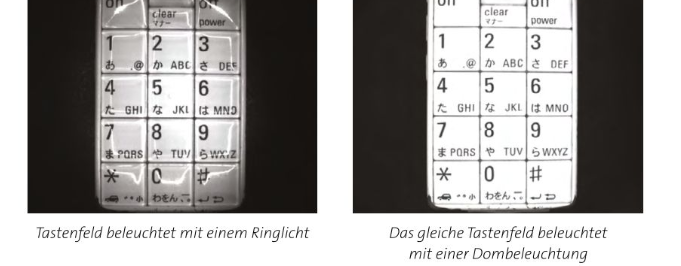 on on
clear
マナー power
1 2 3
あ .@ か ABC さ DEF
4 5 6
た GHI な JKL は MNO
7 8 9
ま PQRS や TUV ら WXYZ
* 0 #
わをん
on on
clear
マナー power
1 2 3
あ .@ か ABC さ DEF
4 5 6
た GHI な JKL は MNO
7 8 9
ま PQRS や TUV ら WXYZ
* 0 #
わをん
Tastenfeld beleuchtet mit einem Ringlicht
Das gleiche Tastenfeld beleuchtet
mit einer Dombeleuchtung